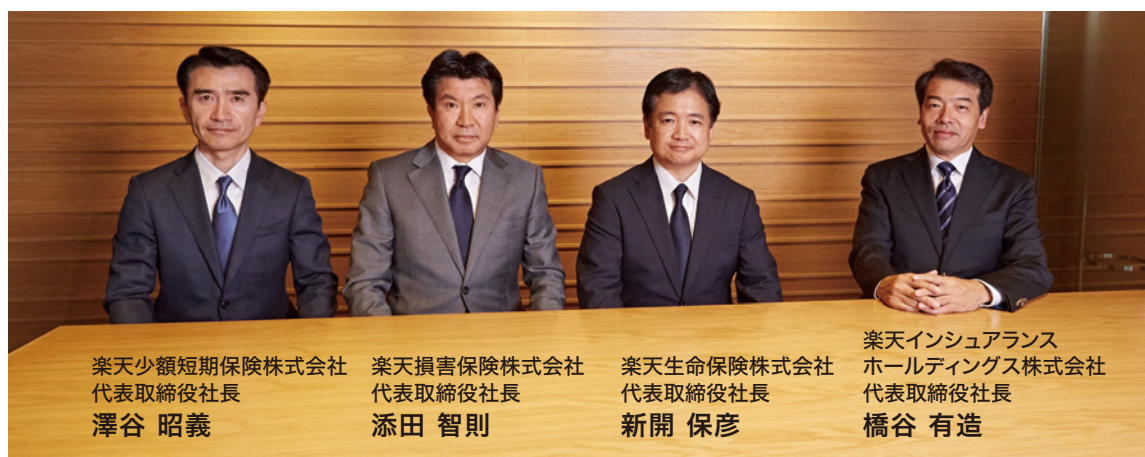 楽天少額短期保険株式会社
代表取締役社長
澤谷 昭義
楽天損害保険株式会社
代表取締役社長
添田 智則
楽天生命保険株式会社
代表取締役社長
新開 保彦
楽天インシュアランス
ホールディングス株式会社
代表取締役社長
橋谷 有造